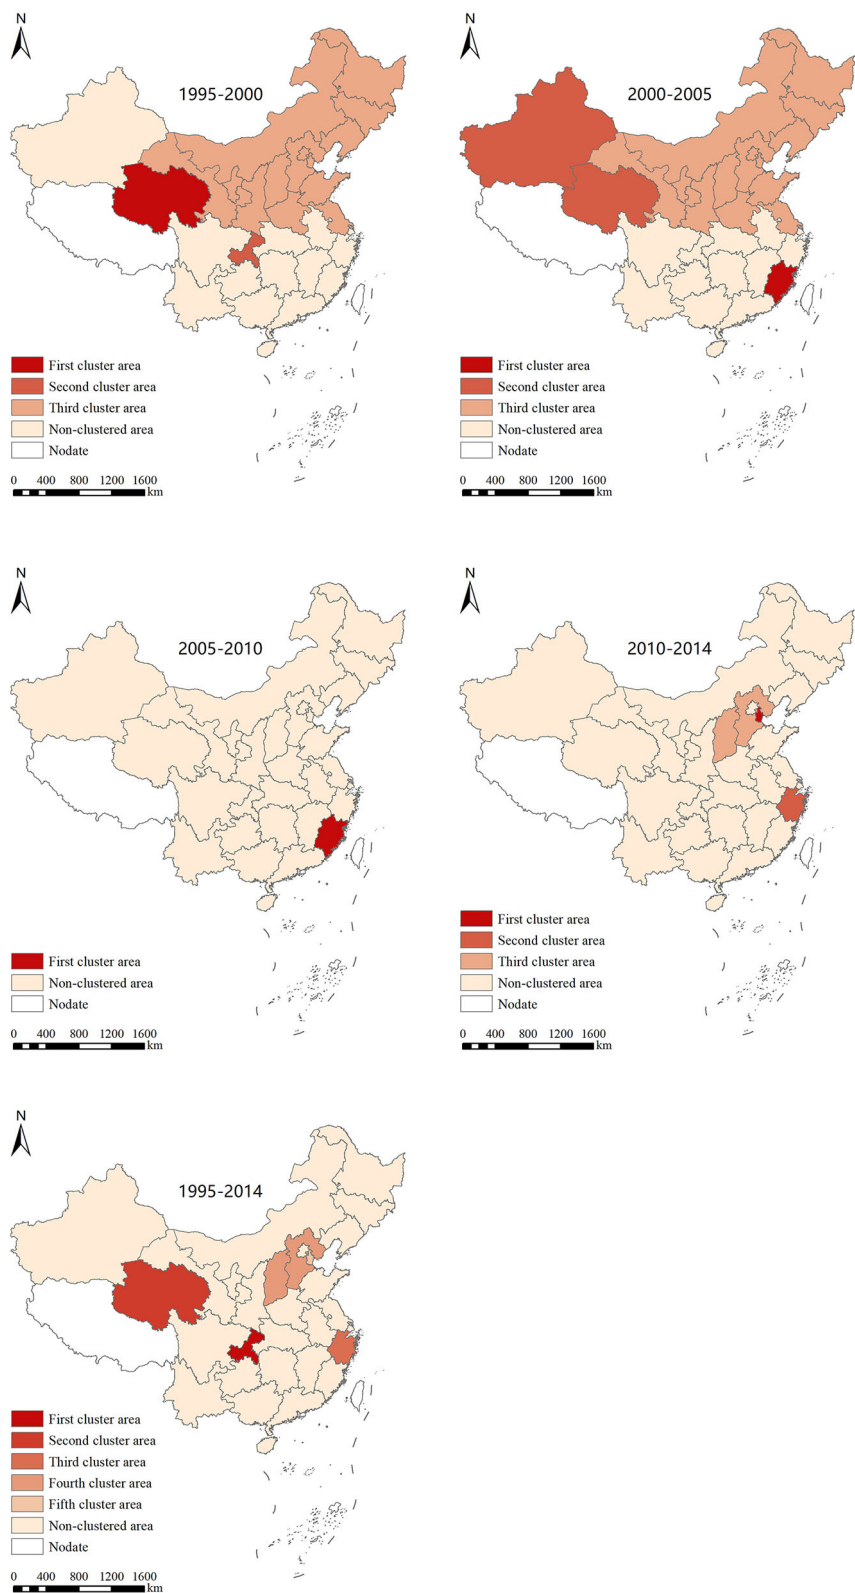 N
1995-2000
First cluster area
Second cluster area
Third cluster area
Non-clustered area
Nodate
0 400 800 1200 1600
km
N
2000-2005
First cluster area
Second cluster area
Third cluster area
Non-clustered area
Nodate
0 400 800 1200 1600
km
N
2005-2010
First cluster area
Non-clustered area
Nodate
0 400 800 1200 1600
km
N
2010-2014
First cluster area
Second cluster area
Third cluster area
Non-clustered area
Nodate
0 400 800 1200 1600
km
N
1995-2014
First cluster area
Second cluster area
Third cluster area
Fourth cluster area
Fifth cluster area
Non-clustered area
Nodate
0 400 800 1200 1600
km